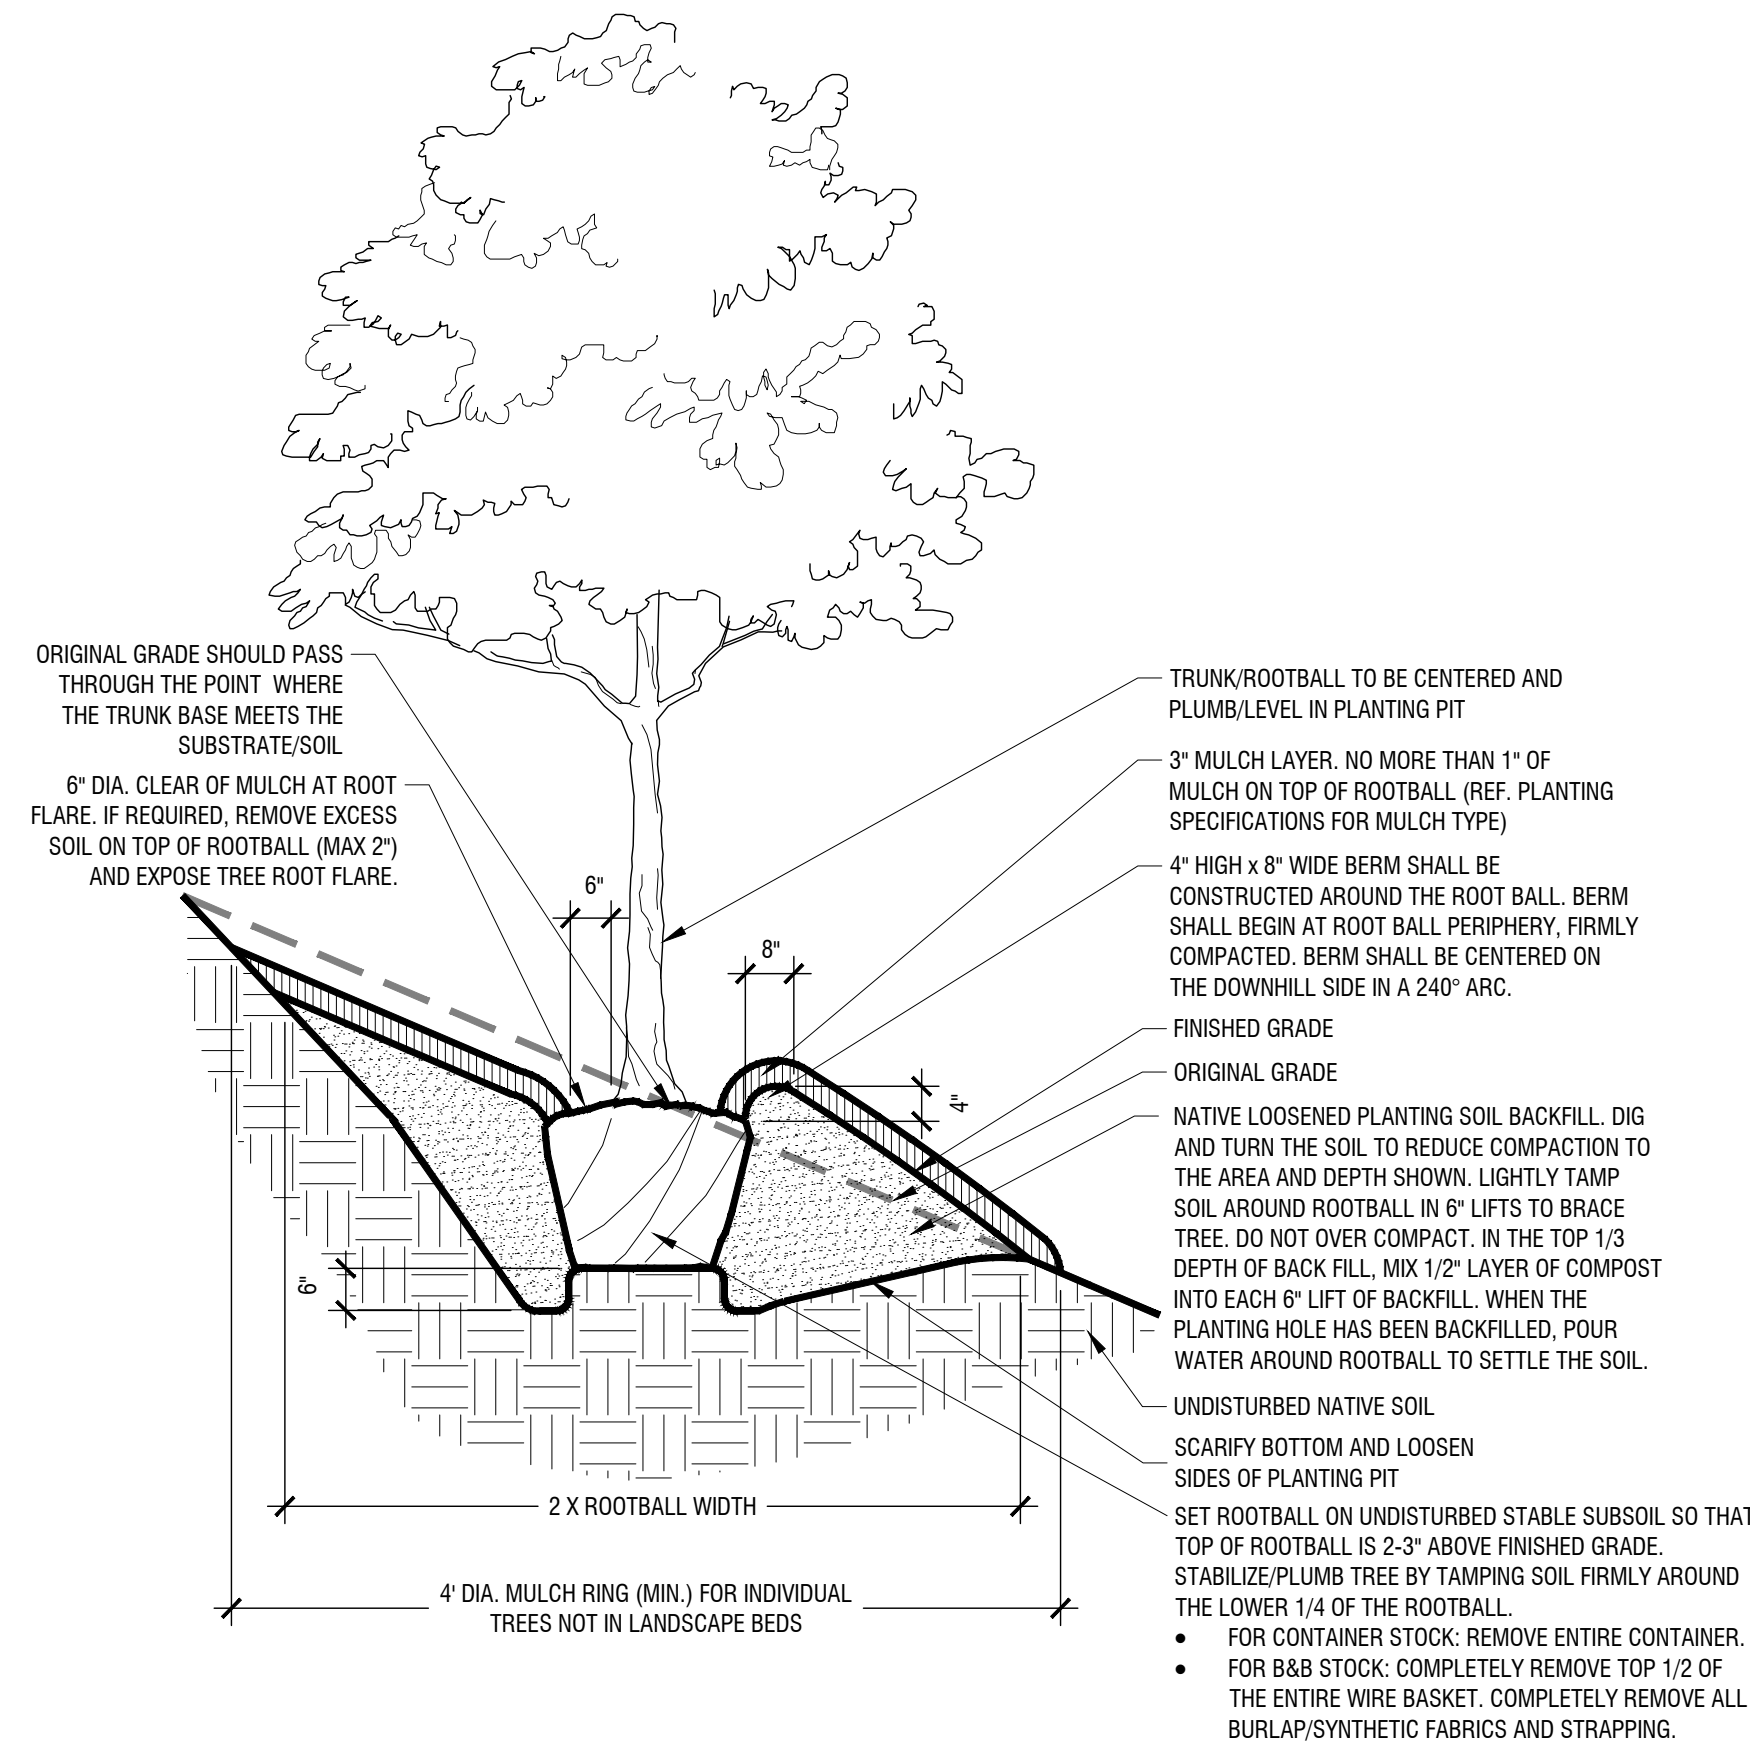 ORIGINAL GRADE SHOULD PASS
THROUGH THE POINT WHERE
THE TRUNK BASE MEETS THE
SUBSTRATE/SOIL
6" DIA. CLEAR OF MULCH AT ROOT
FLARE. IF REQUIRED, REMOVE EXCESS
SOIL ON TOP OF ROOTBALL (MAX 2")
AND EXPOSE TREE ROOT FLARE.
6"
8"
4"
6"
2 X ROOTBALL WIDTH
4' DIA. MULCH RING (MIN.) FOR INDIVIDUAL
TREES NOT IN LANDSCAPE BEDS
TRUNK/ROOTBALL TO BE CENTERED AND
PLUMB/LEVEL IN PLANTING PIT
3" MULCH LAYER. NO MORE THAN 1" OF
MULCH ON TOP OF ROOTBALL (REF. PLANTING
SPECIFICATIONS FOR MULCH TYPE)
4" HIGH x 8" WIDE BERM SHALL BE
CONSTRUCTED AROUND THE ROOT BALL. BERM
SHALL BEGIN AT ROOT BALL PERIPHERY, FIRMLY
COMPACTED. BERM SHALL BE CENTERED ON
THE DOWNHILL SIDE IN A 240° ARC.
FINISHED GRADE
ORIGINAL GRADE
NATIVE LOOSENED PLANTING SOIL BACKFILL. DIG
AND TURN THE SOIL TO REDUCE COMPACTION TO
THE AREA AND DEPTH SHOWN. LIGHTLY TAMP
SOIL AROUND ROOTBALL IN 6" LIFTS TO BRACE
TREE. DO NOT OVER COMPACT. IN THE TOP 1/3
DEPTH OF BACK FILL, MIX 1/2" LAYER OF COMPOST
INTO EACH 6" LIFT OF BACKFILL. WHEN THE
PLANTING HOLE HAS BEEN BACKFILLED, POUR
WATER AROUND ROOTBALL TO SETTLE THE SOIL.
UNDISTURBED NATIVE SOIL
SCARIFY BOTTOM AND LOOSEN
SIDES OF PLANTING PIT
SET ROOTBALL ON UNDISTURBED STABLE SUBSOIL SO THAT
TOP OF ROOTBALL IS 2-3" ABOVE FINISHED GRADE.
STABILIZE/PLUMB TREE BY TAMPING SOIL FIRMLY AROUND
THE LOWER 1/4 OF THE ROOTBALL.
• FOR CONTAINER STOCK: REMOVE ENTIRE CONTAINER.
• FOR B&B STOCK: COMPLETELY REMOVE TOP 1/2 OF
THE ENTIRE WIRE BASKET. COMPLETELY REMOVE ALL
BURLAP/SYNTHETIC FABRICS AND STRAPPING.